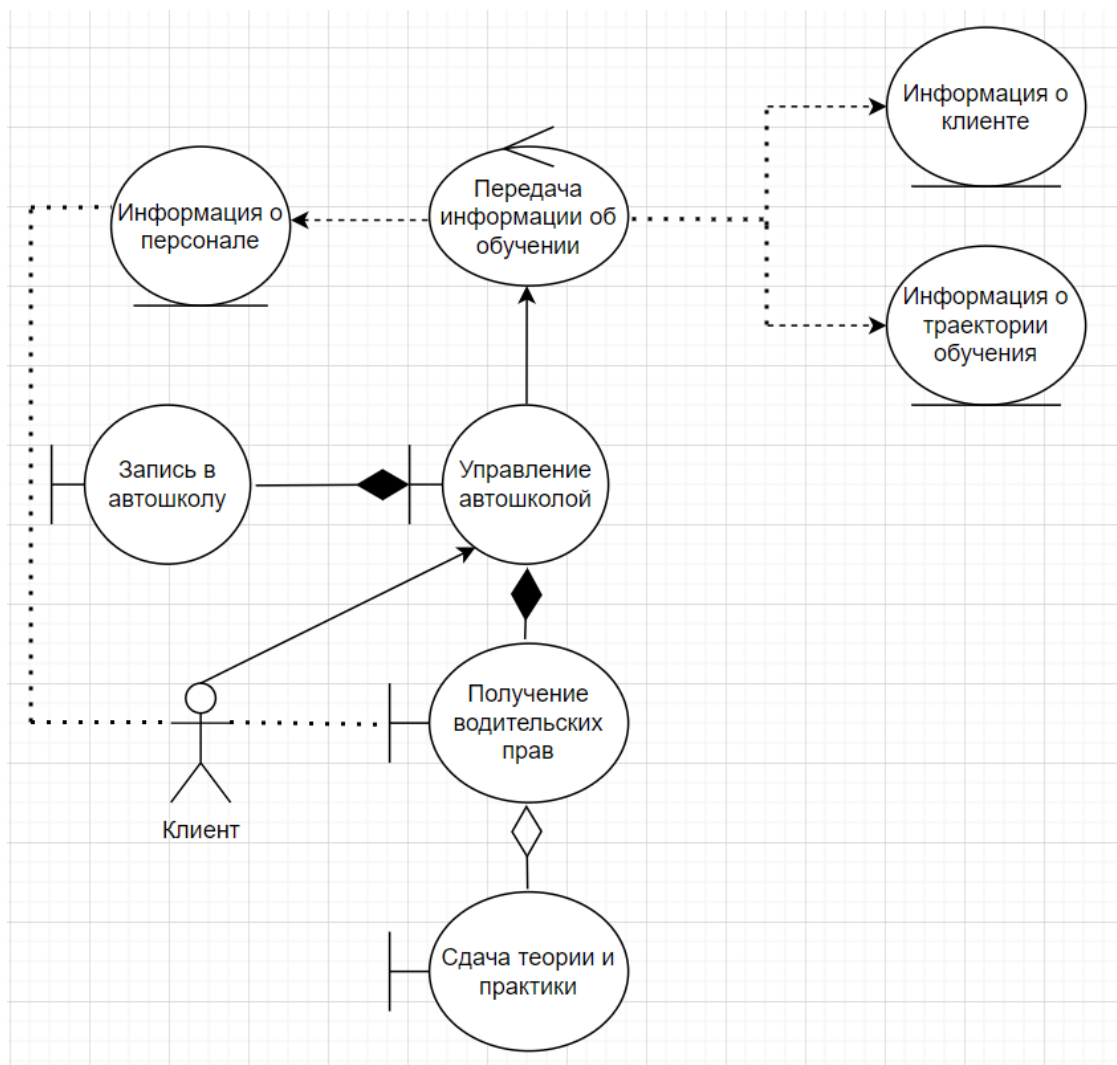 Информация о
клиенте
Передача
информации об
обучении
Информация о
персонале
Информация о
траектории
обучения
Запись в
автошколу
Управление
автошколой
Получение
водительских
прав
Клиент
Сдача теории и
практики